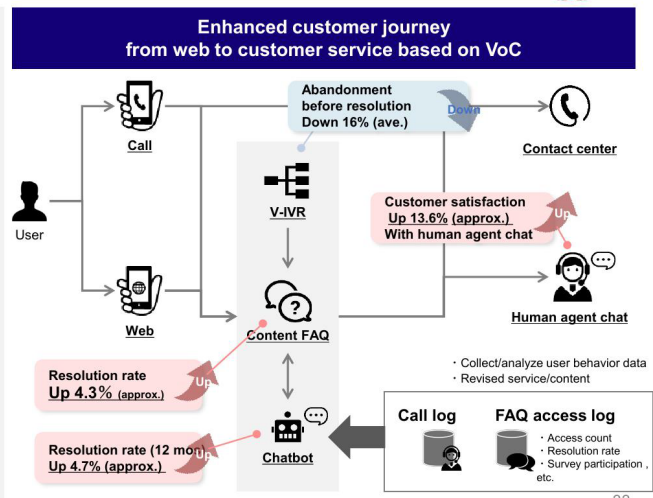 Enhanced customer journey
from web to customer service based on VoC
Abandonment
before resolution
Down 16% (ave.)
Down
Call
Contact center
V-IVR
Customer satisfaction
Up 13.6% (approx.)
With human agent chat
Up
User
Web
Content FAQ
Human agent chat
Resolution rate
Up 4.3% (approx.)
Up
・Collect/analyze user behavior data
・Revised service/content
Resolution rate (12 mon)
Up 4.7% (approx.)
Up
Chatbot
Call log
FAQ access log
・Access count
・Resolution rate
・Survey participation ,
etc.